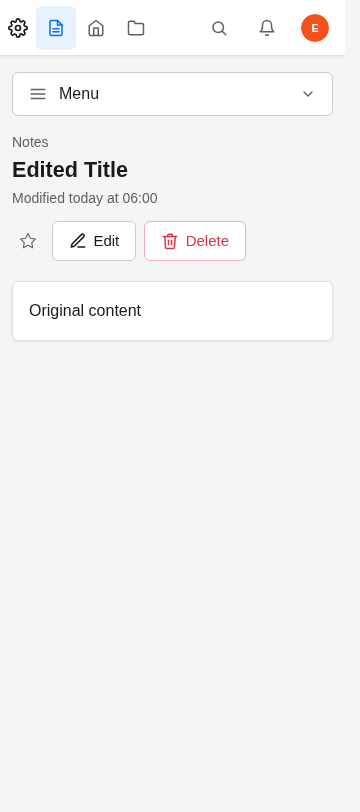 E
Menu
Notes
Edited Title
Modified today at 06:00
Edit
Delete
Original content